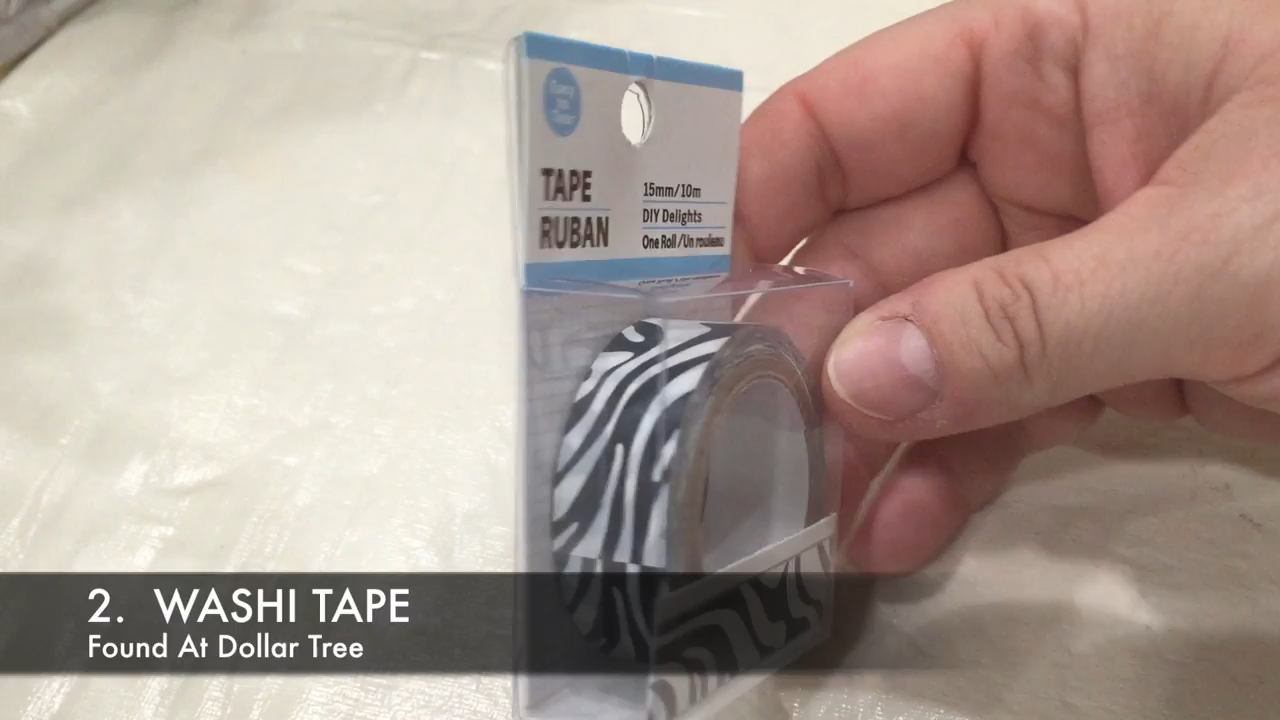 TAPE
RUBAN
15mm/10m
DIY Delights
One Roll/Un rouleau
2. WASHI TAPE
Found At Dollar Tree